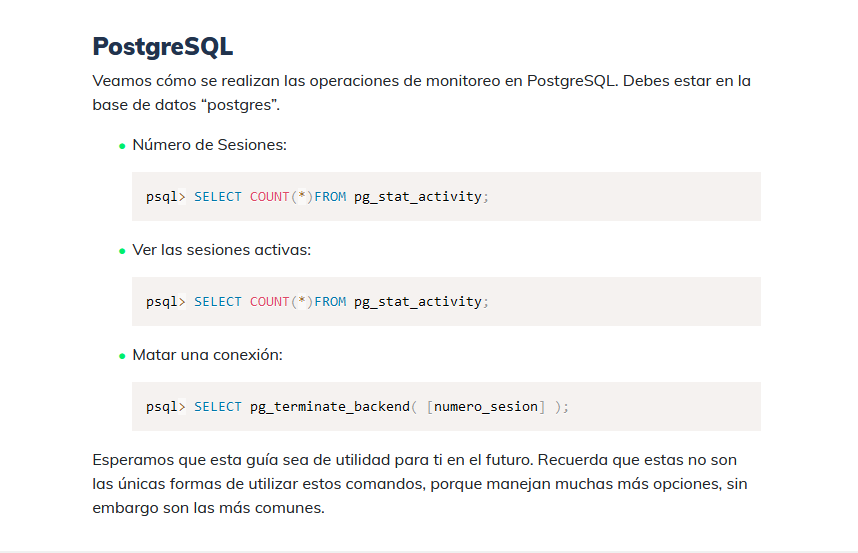 PostgreSQL
Veamos cómo se realizan las operaciones de monitoreo en PostgreSQL. Debes estar en la
base de datos “postgres”.
Número de Sesiones:
psql> SELECT COUNT(*)FROM pg_stat_activity;
Ver las sesiones activas:
psql> SELECT COUNT(*)FROM pg_stat_activity;
Matar una conexión:
psql> SELECT pg_terminate_backend( [numero_sesion] );
Esperamos que esta guía sea de utilidad para ti en el futuro. Recuerda que estas no son
las únicas formas de utilizar estos comandos, porque manejan muchas más opciones, sin
embargo son las más comunes.